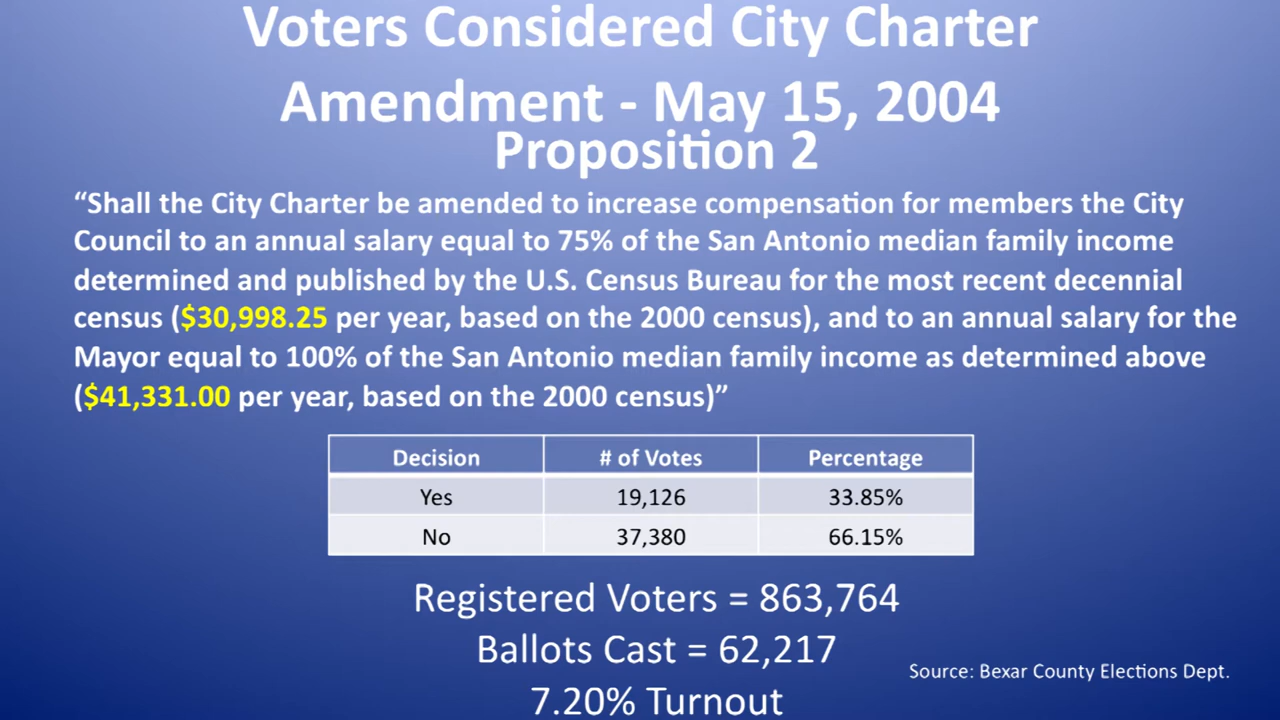 Voters Considered City Charter
Amendment - May 15, 2004
Proposition 2
“Shall the City Charter be amended to increase compensation for members the City
Council to an annual salary equal to 75% of the San Antonio median family income
determined and published by the U.S. Census Bureau for the most recent decennial
census ($30,998.25 per year, based on the 2000 census), and to an annual salary for the
Mayor equal to 100% of the San Antonio median family income as determined above
($41,331.00 per year, based on the 2000 census)”
Decision # of Votes Percentage
Yes 19,126 33.85%
No 37,380 66.15%
Registered Voters = 863,764
Ballots Cast = 62,217
Source: Bexar County Elections Dept.
7.20% Turnout